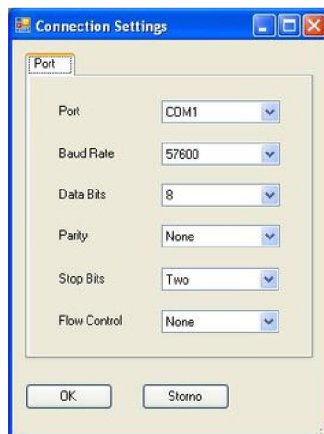 Connection Settings
Port
Port COM1
Baud Rate 57600
Data Bits 8
Parity None
Stop Bits Two
Flow Control None
OK Storno